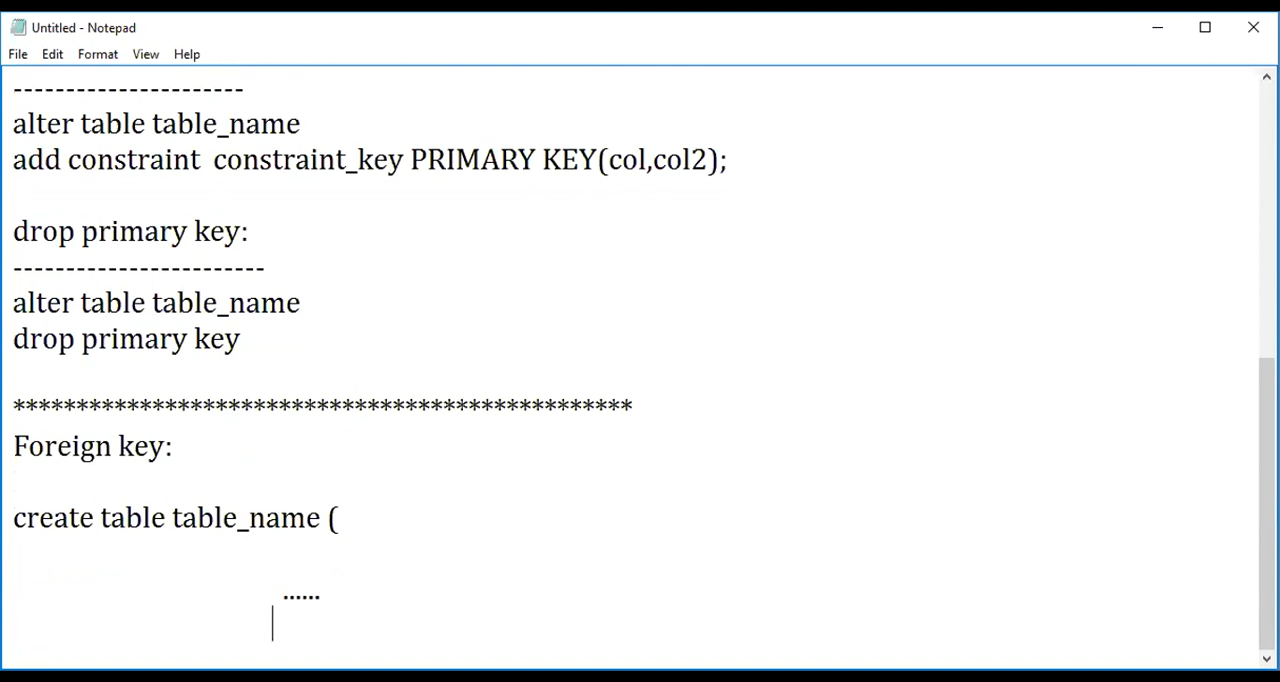 Untitled - Notepad
File Edit Format View Help
----------------------
alter table table_name
add constraint  constraint_key PRIMARY KEY(col,col2);
drop primary key:
------------------------
alter table table_name
drop primary key
*************************************************
Foreign key:
create table table_name (
......